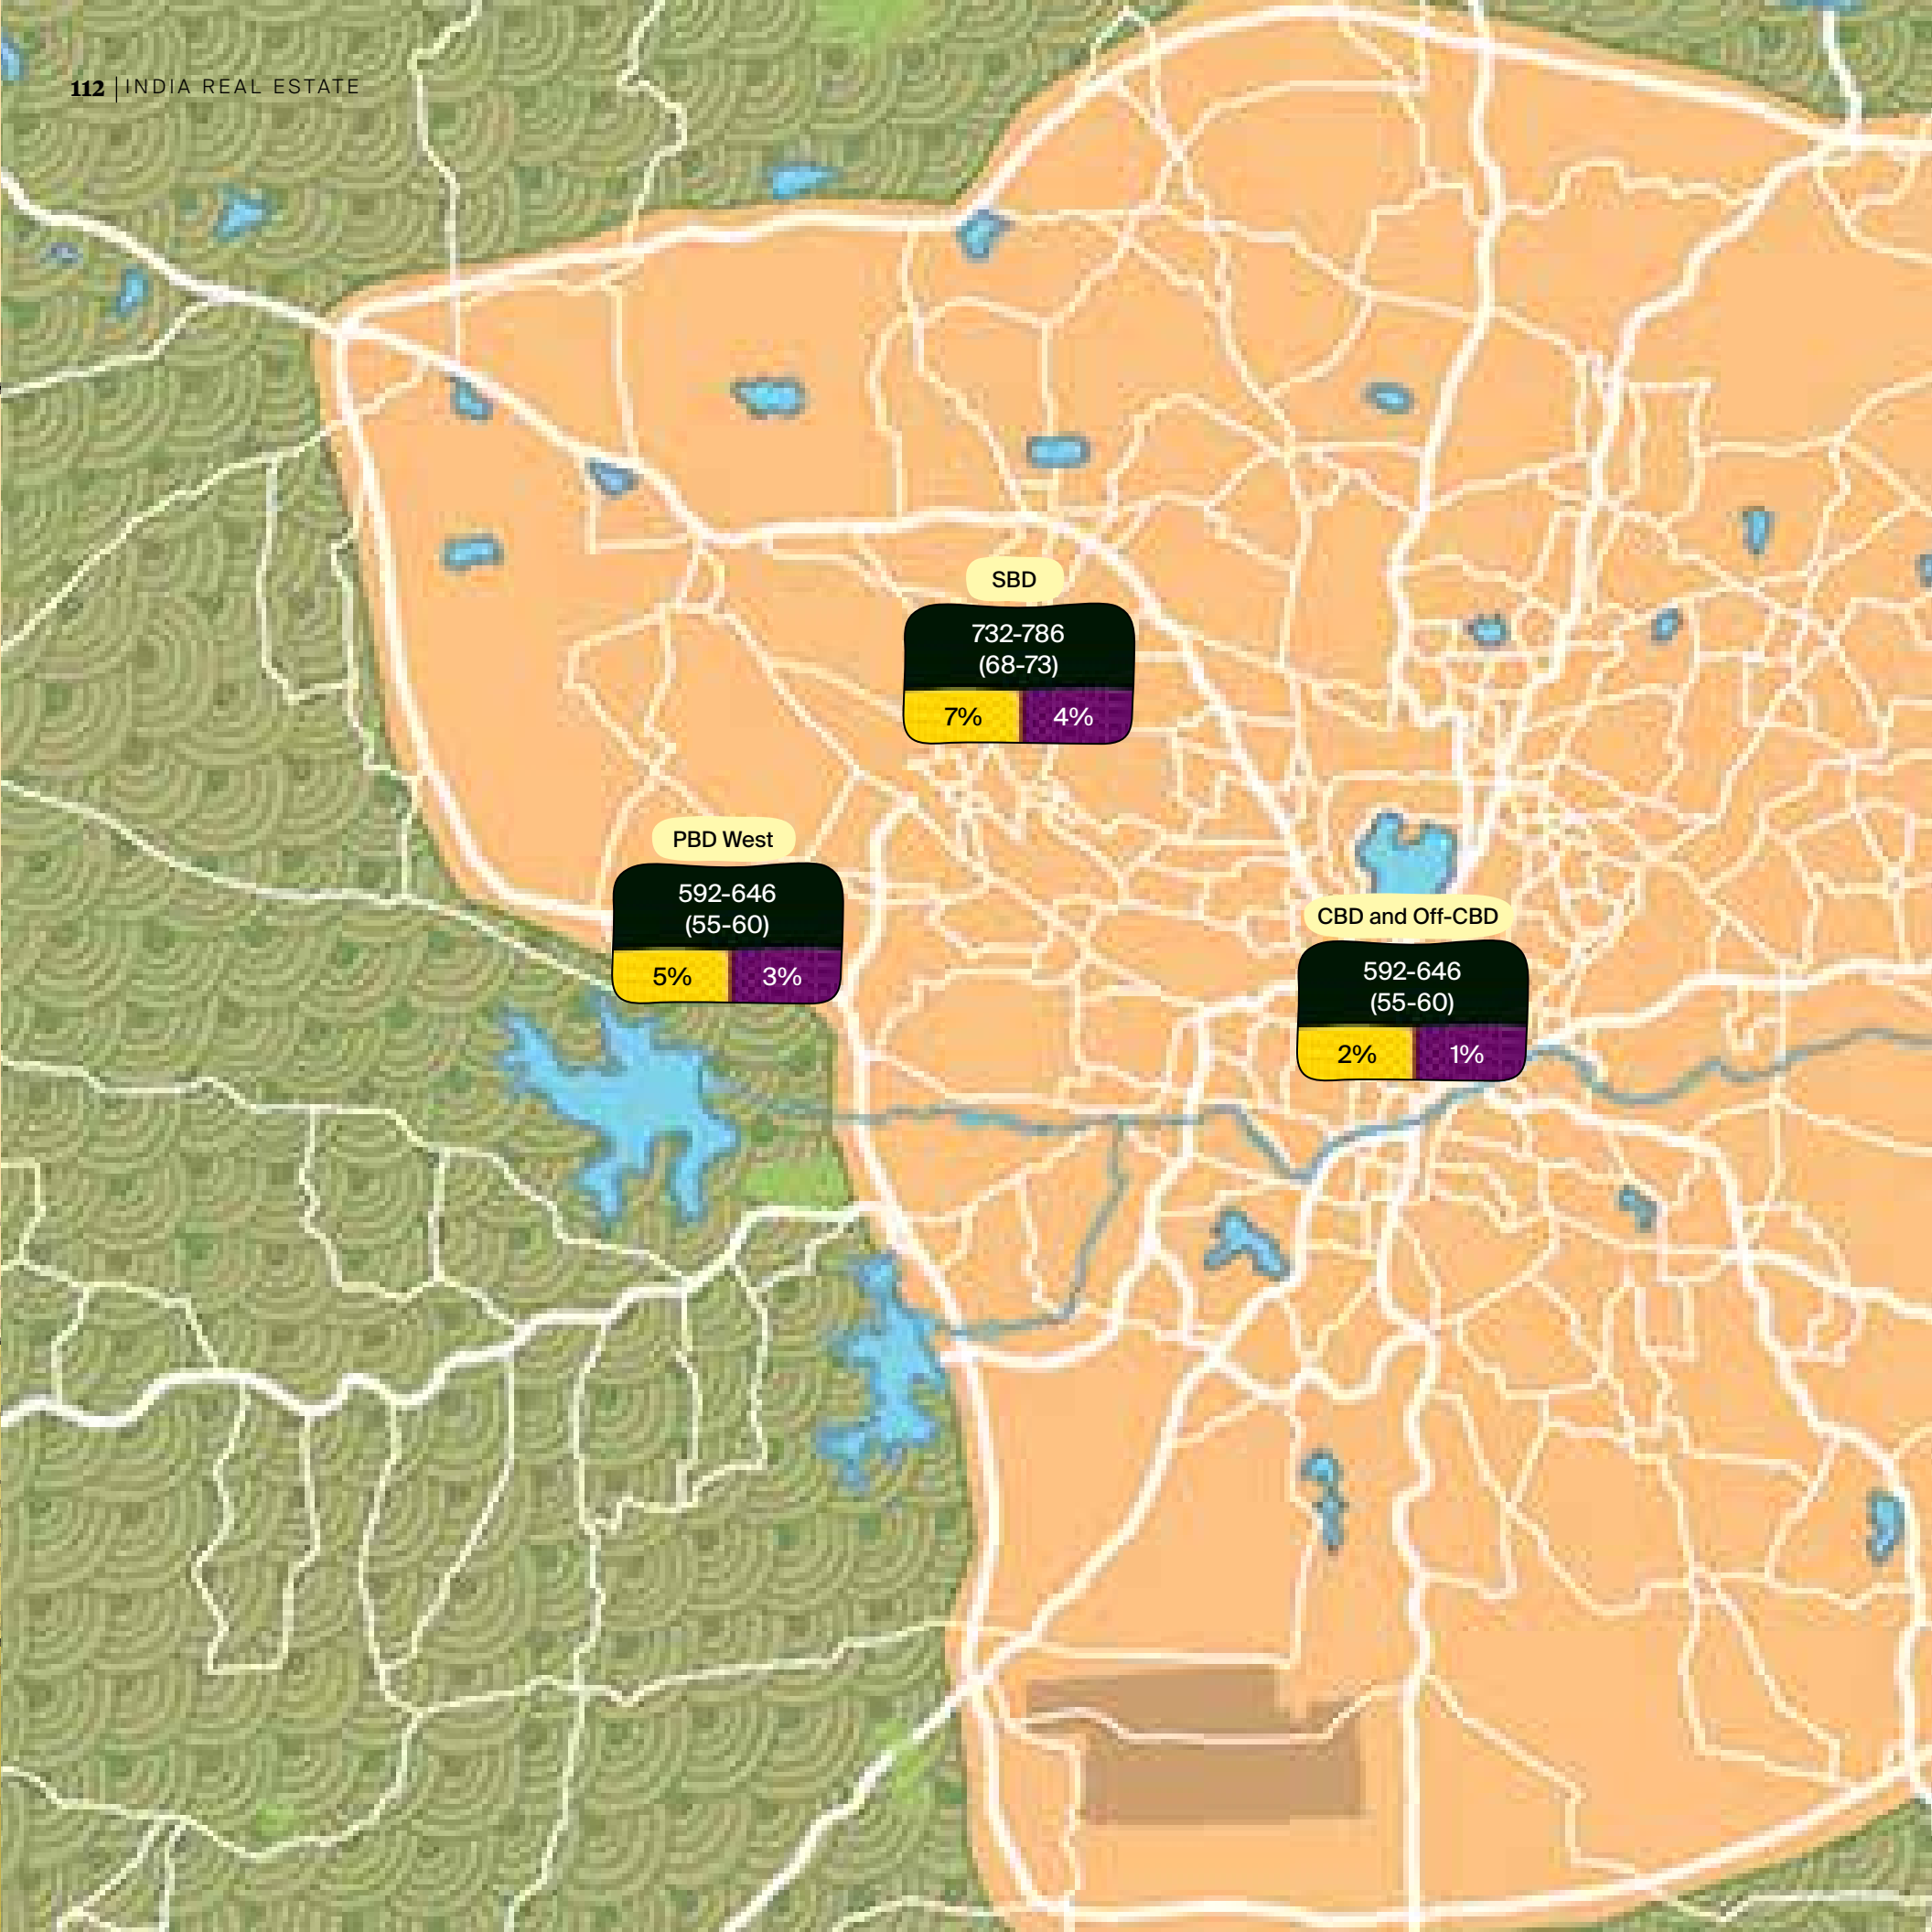 112 | INDIA REAL ESTATE
SBD
732-786
(68-73)
7% 4%
PBD West
592-646
(55-60)
5% 3%
CBD and Off-CBD
592-646
(55-60)
2% 1%